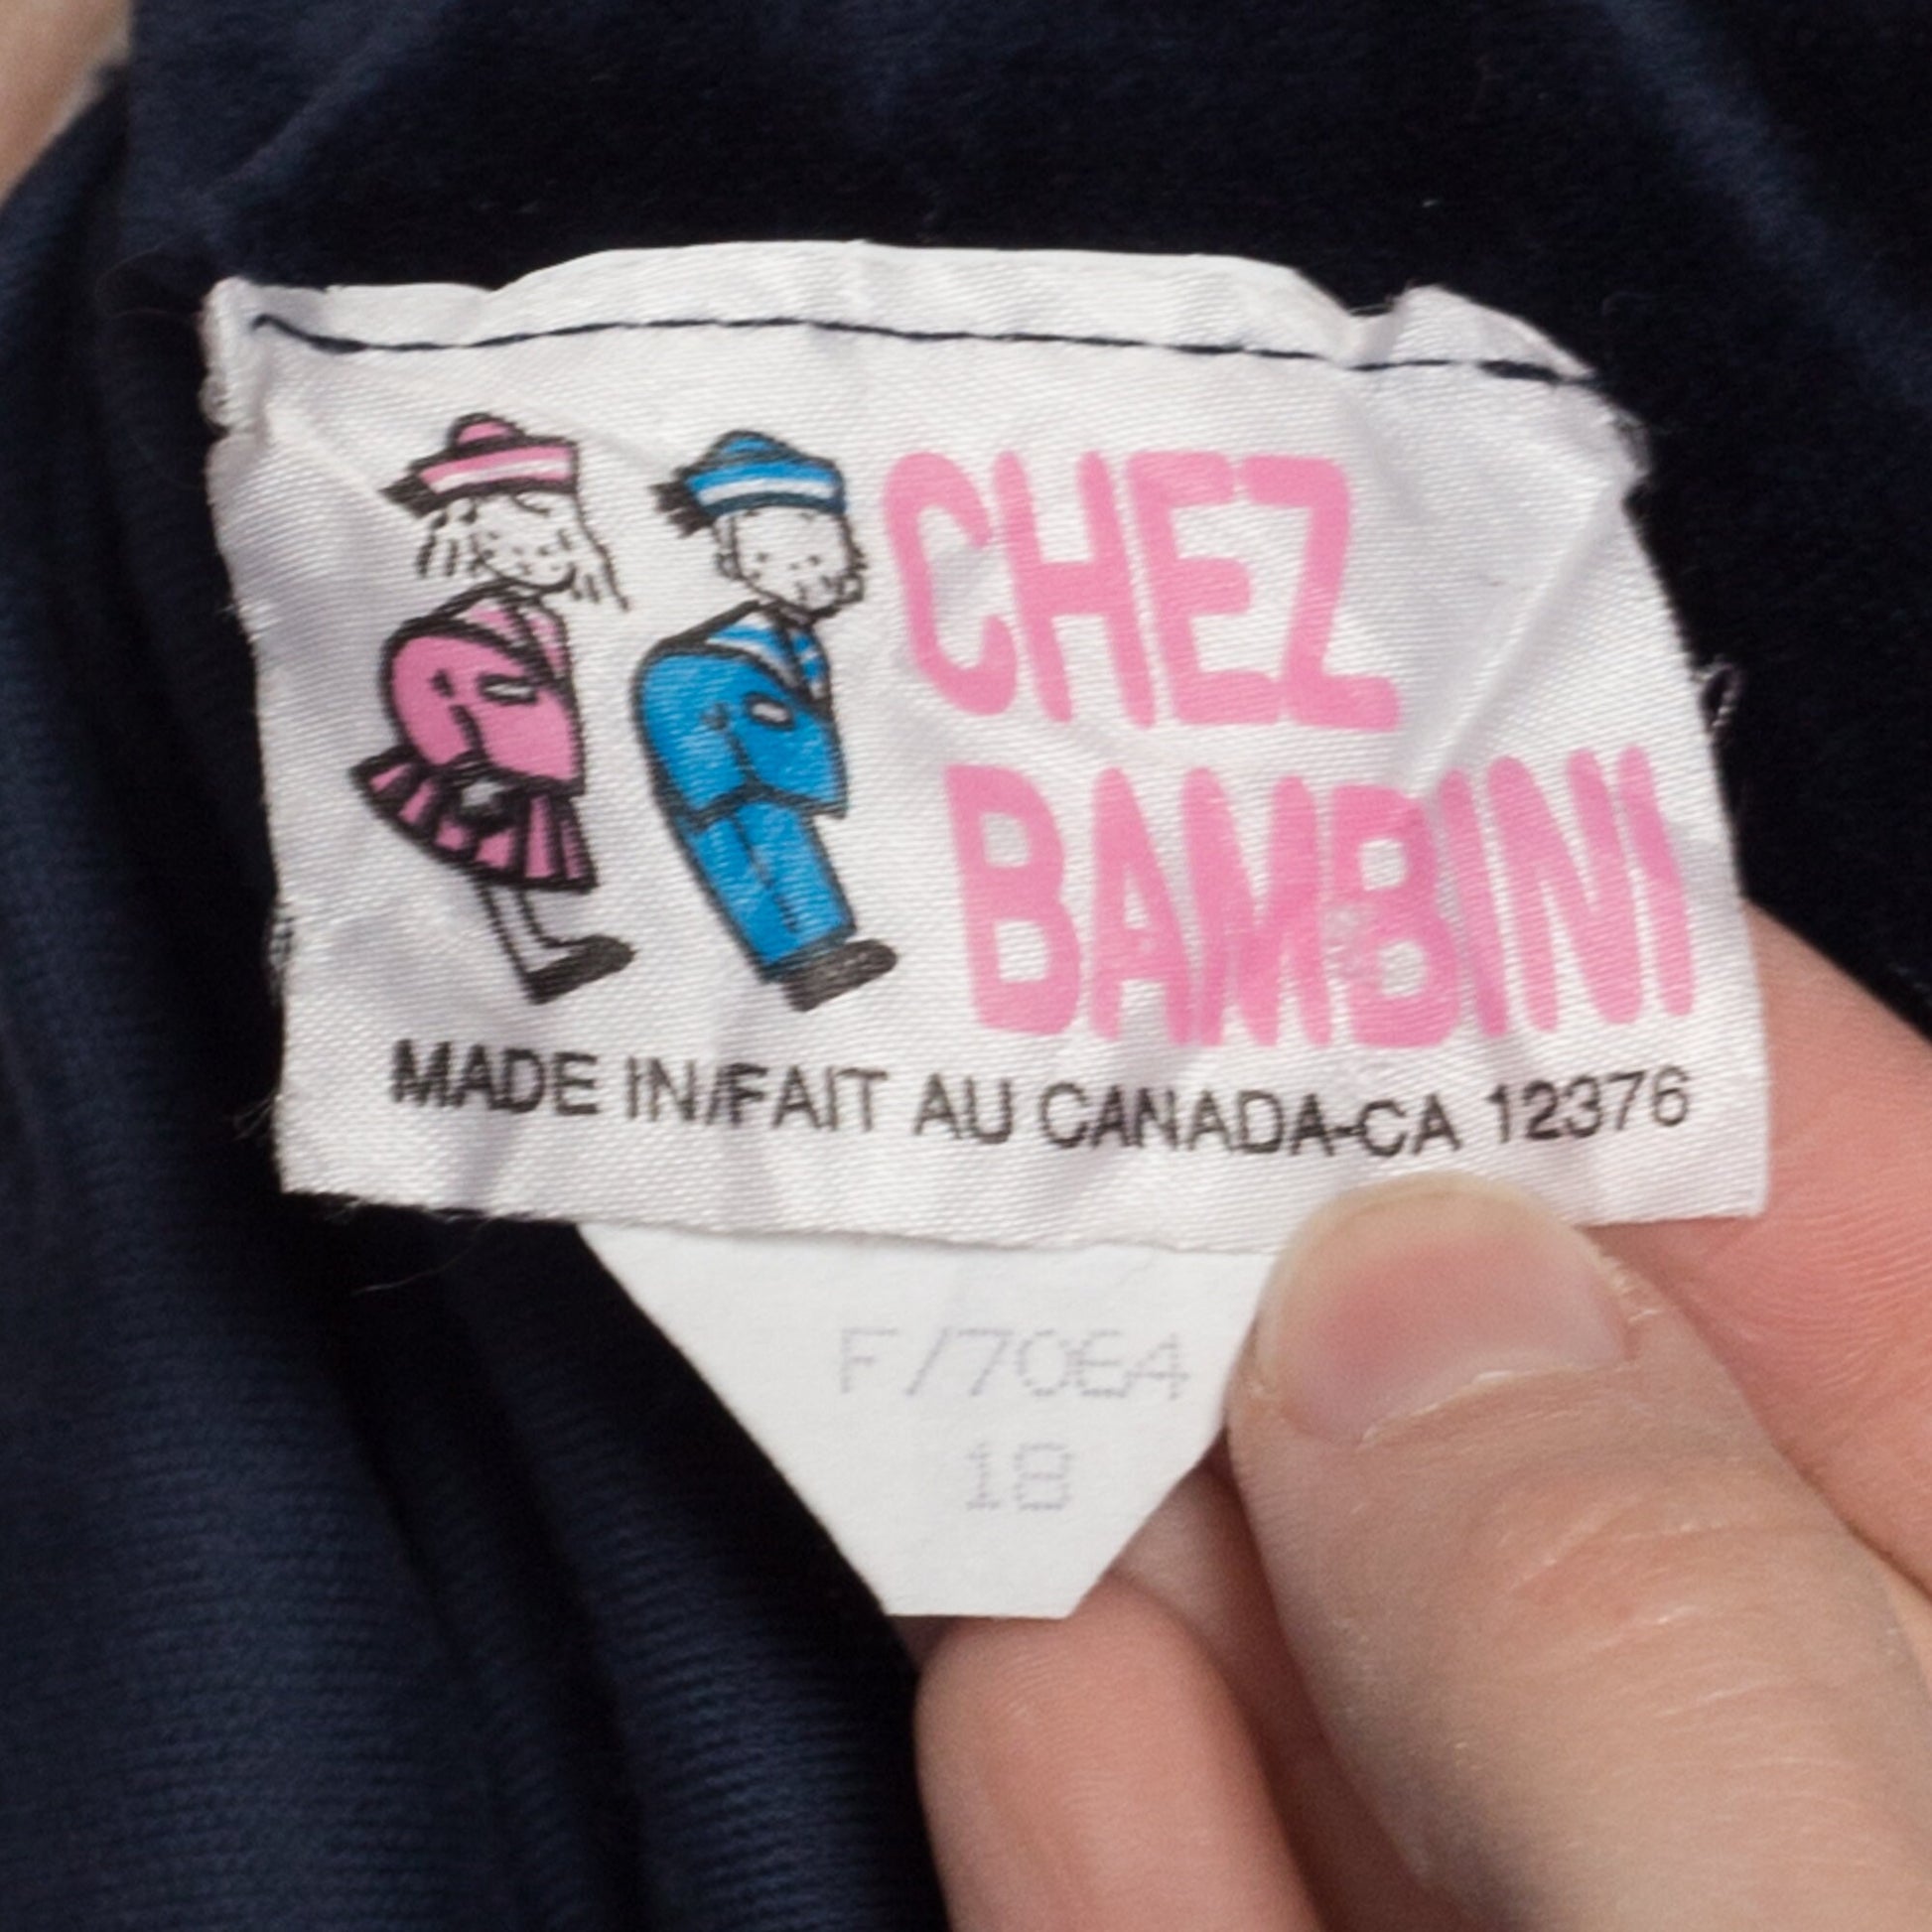 CHEZ
BAMBINI
MADE IN/FAIT AU CANADA-CA 12376
F/7064
18